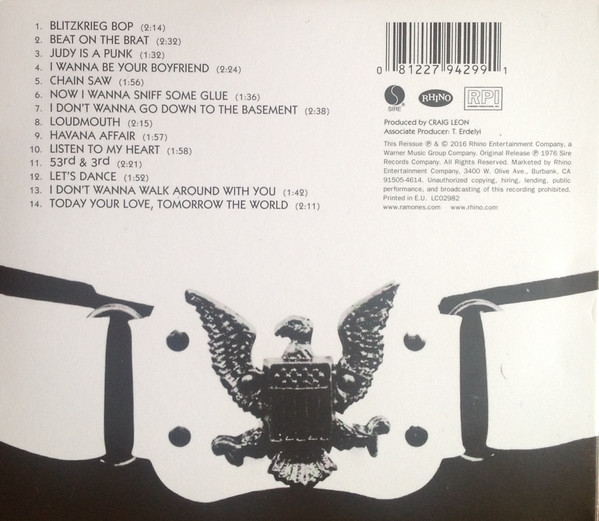 1. BLITZKRIEG BOP (2:14)
2. BEAT ON THE BRAT (2:32)
3. JUDY IS A PUNK (1:32)
4. I WANNA BE YOUR BOYFRIEND (2:24)
5. CHAIN SAW (1:56)
6. NOW I WANNA SNIFF SOME GLUE (1:36)
7. I DON'T WANNA GO DOWN TO THE BASEMENT (2:38)
8. LOUDMOUTH (2:15)
9. HAVANA AFFAIR (1:57)
10. LISTEN TO MY HEART (1:58)
11. 53rd & 3rd (2:21)
12. LET'S DANCE (1:52)
13. I DON'T WANNA WALK AROUND WITH YOU (1:42)
14. TODAY YOUR LOVE, TOMORROW THE WORLD (2:11)
0 81227 94299 1
SIRE RHINO RPI
Produced by CRAIG LEON
Associate Producer: T. Erdelyi
This Reissue ℗ & © 2016 Rhino Entertainment Company, a
Warner Music Group Company. Original Release ℗ 1976 Sire
Records Company. All Rights Reserved. Marketed by Rhino
Entertainment Company, 3400 W. Olive Ave., Burbank, CA
91505-4614. Unauthorized copying, hiring, lending, public
performance, and broadcasting of this recording prohibited.
Printed in E.U. LC02982
www.ramones.com www.rhino.com